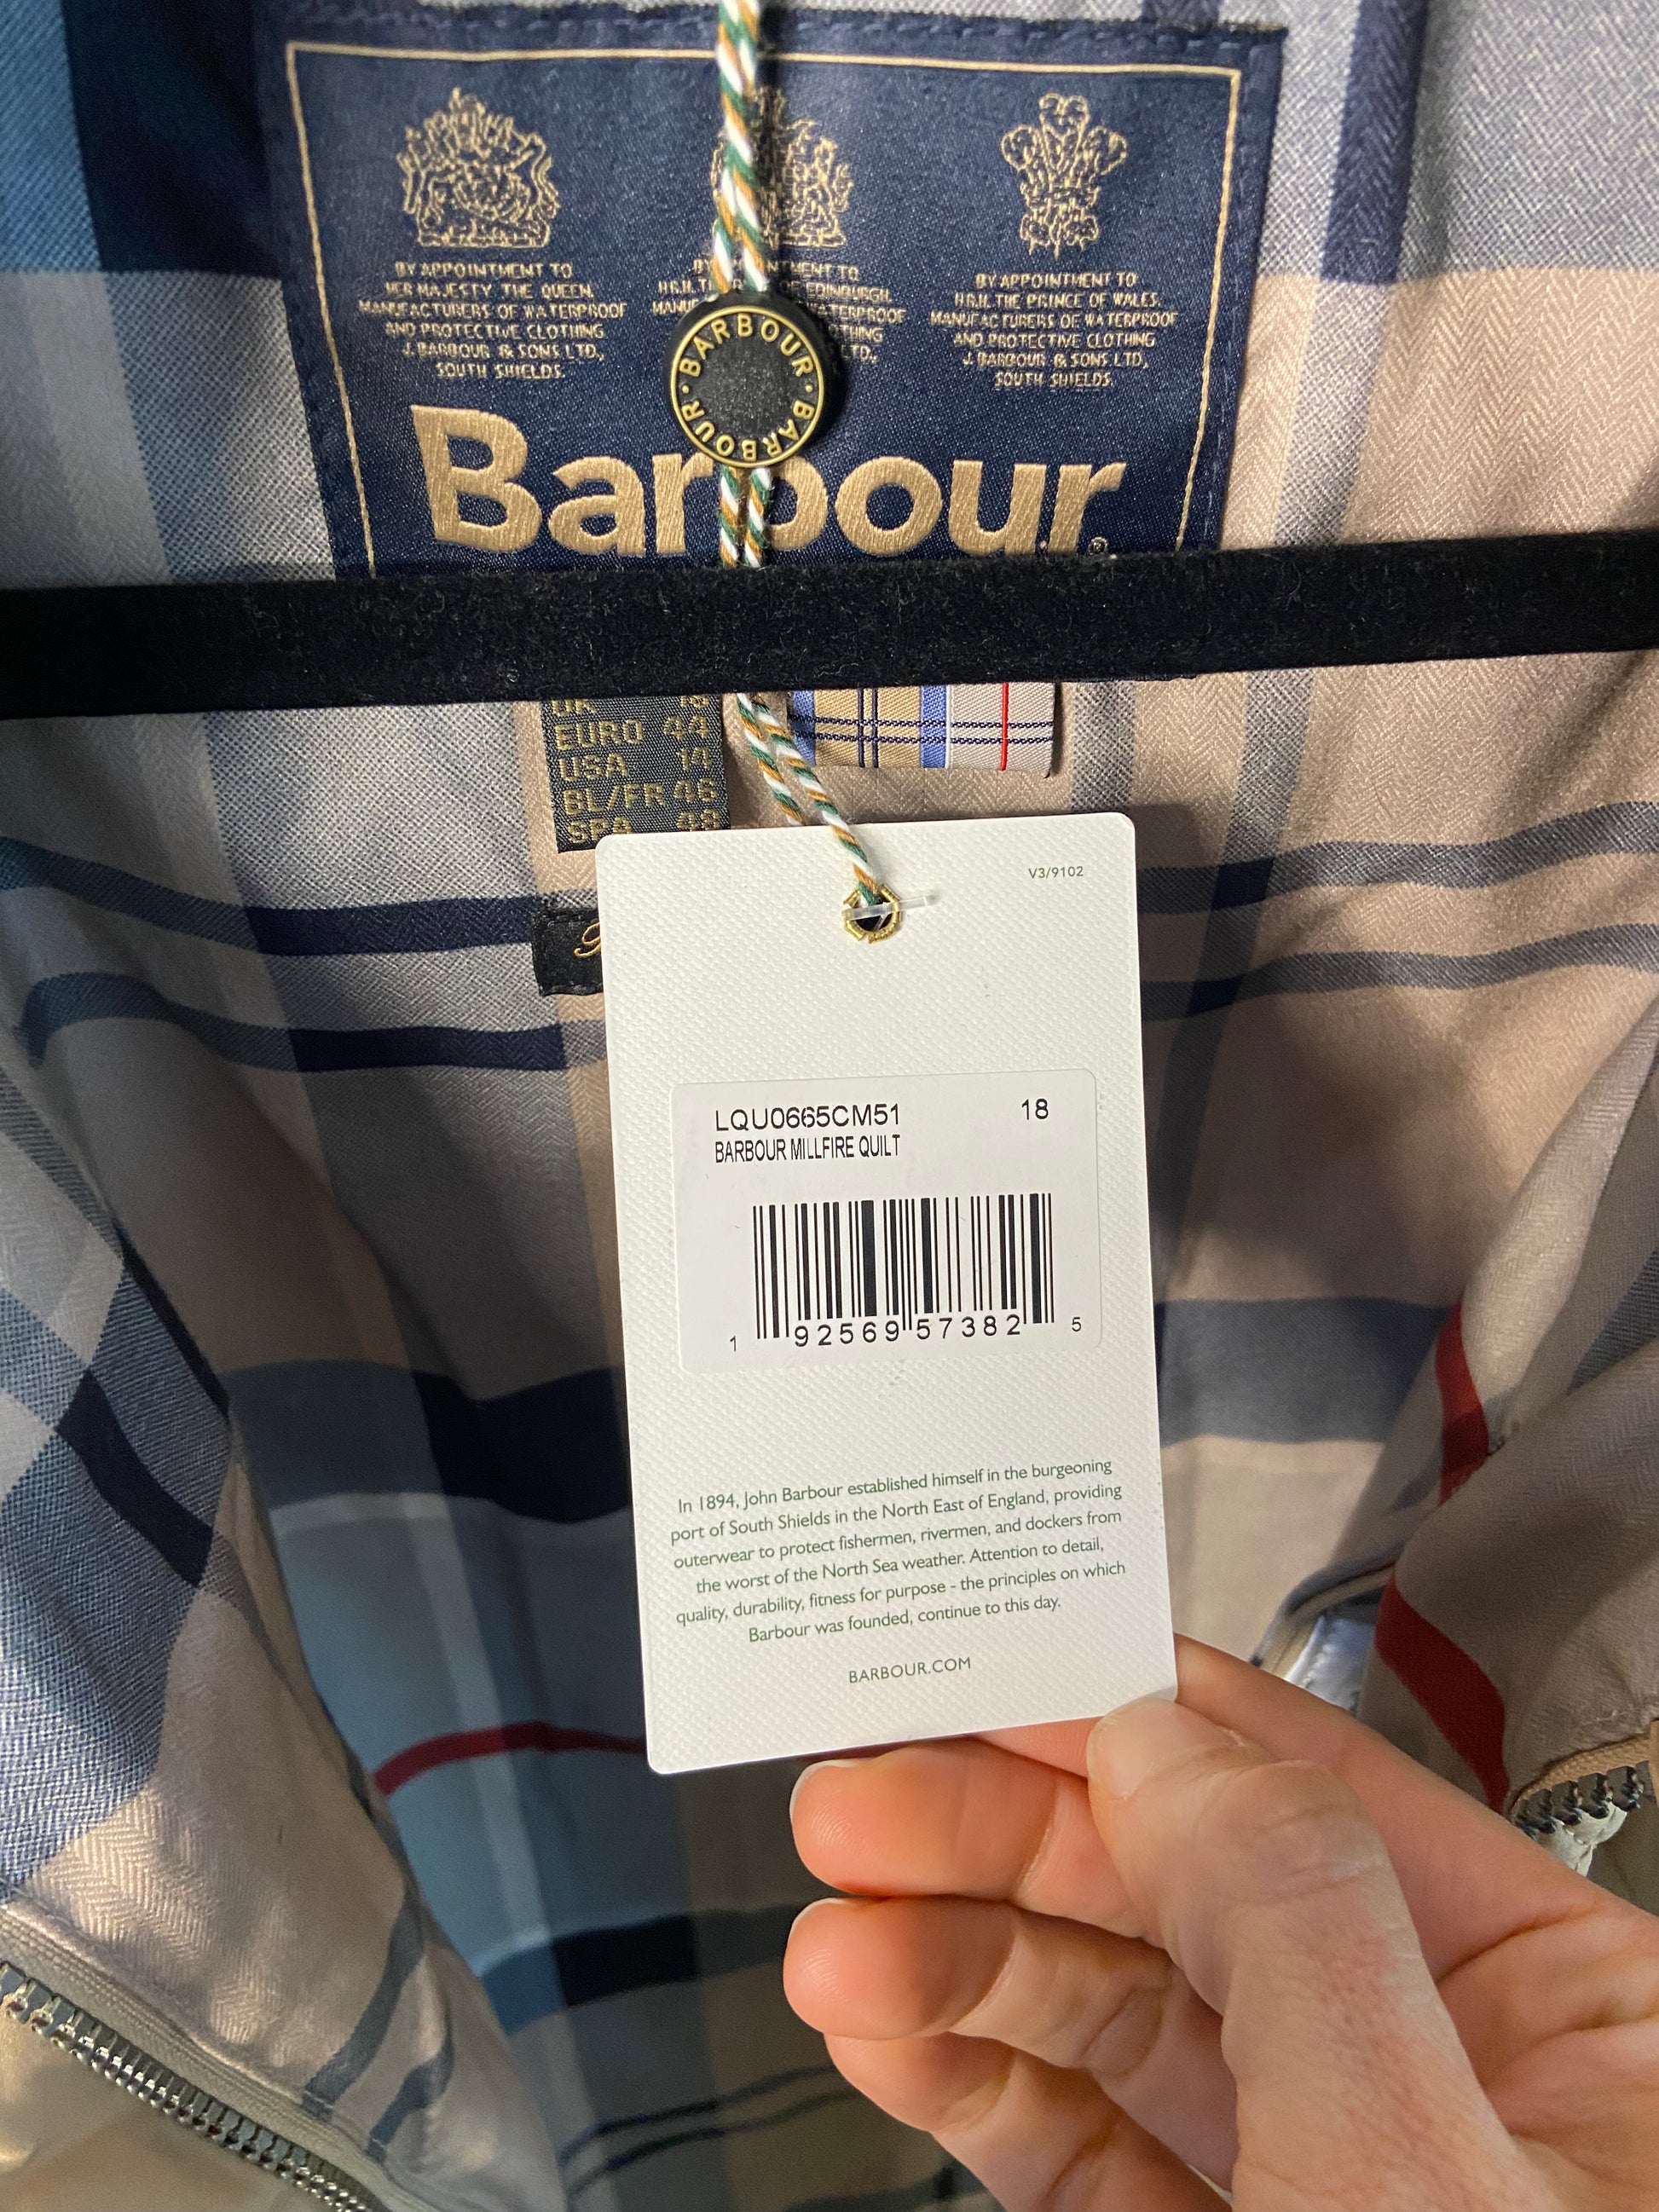 BY APPOINTMENT TO
HER MAJESTY THE QUEEN
MANUFACTURERS OF WATERPROOF
AND PROTECTIVE CLOTHING
J. BARBOUR & SONS LTD.,
SOUTH SHIELDS.
EDINBURGH
BY APPOINTMENT TO
H.R.H. THE PRINCE OF WALES.
MANUFACTURERS OF WATERPROOF
AND PROTECTIVE CLOTHING
J. BARBOUR & SONS LTD,
SOUTH SHIELDS.
BARBOUR · BARBOUR ·
Barbour®
UK
EURO 44
USA 14
BL/FR 46
SPA 48
V3/9102
LQU0665CM51 18
BARBOUR MILLFIRE QUILT
1 92569 57382 5
In 1894, John Barbour established himself in the burgeoning
port of South Shields in the North East of England, providing
outerwear to protect fishermen, rivermen, and dockers from
the worst of the North Sea weather. Attention to detail,
quality, durability, fitness for purpose - the principles on which
Barbour was founded, continue to this day.
BARBOUR.COM